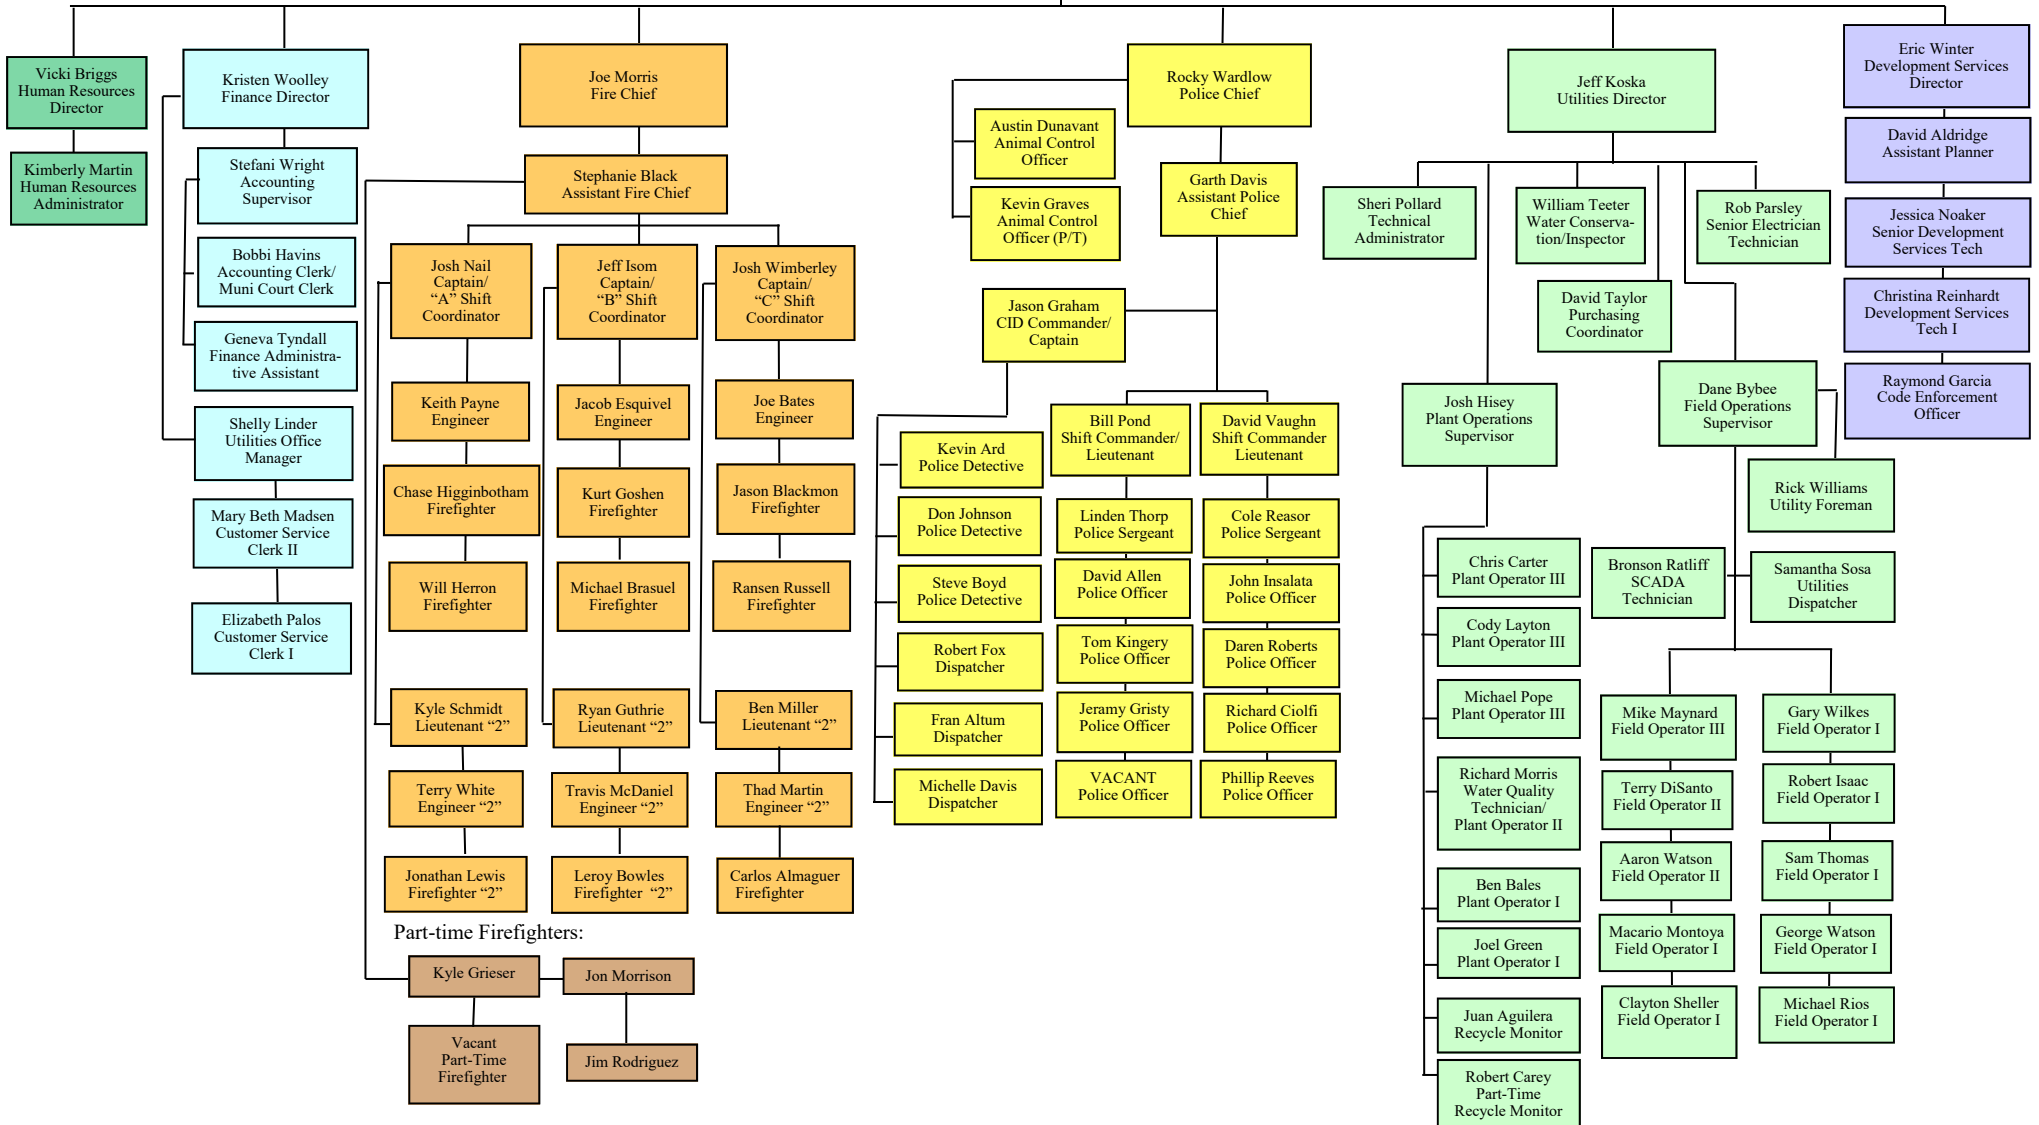 Vicki Briggs
Human Resources
Director
Kimberly Martin
Human Resources
Administrator
Kristen Woolley
Finance Director
Stefani Wright
Accounting
Supervisor
Bobbi Havins
Accounting Clerk/
Muni Court Clerk
Geneva Tyndall
Finance Administra-
tive Assistant
Shelly Linder
Utilities Office
Manager
Mary Beth Madsen
Customer Service
Clerk II
Elizabeth Palos
Customer Service
Clerk I
Joe Morris
Fire Chief
Stephanie Black
Assistant Fire Chief
Josh Nail
Captain/
“A” Shift
Coordinator
Keith Payne
Engineer
Chase Higginbotham
Firefighter
Will Herron
Firefighter
Kyle Schmidt
Lieutenant “2”
Terry White
Engineer “2”
Jonathan Lewis
Firefighter “2”
Jeff Isom
Captain/
“B” Shift
Coordinator
Jacob Esquivel
Engineer
Kurt Goshen
Firefighter
Michael Brasuel
Firefighter
Ryan Guthrie
Lieutenant “2”
Travis McDaniel
Engineer “2”
Leroy Bowles
Firefighter “2”
Josh Wimberley
Captain/
“C” Shift
Coordinator
Joe Bates
Engineer
Jason Blackmon
Firefighter
Ransen Russell
Firefighter
Ben Miller
Lieutenant “2”
Thad Martin
Engineer “2”
Carlos Almaguer
Firefighter
Part-time Firefighters:
Kyle Grieser
Jon Morrison
Vacant
Part-Time
Firefighter
Jim Rodriguez
Rocky Wardlow
Police Chief
Austin Dunavant
Animal Control
Officer
Kevin Graves
Animal Control
Officer (P/T)
Garth Davis
Assistant Police
Chief
Jason Graham
CID Commander/
Captain
Kevin Ard
Police Detective
Don Johnson
Police Detective
Steve Boyd
Police Detective
Robert Fox
Dispatcher
Fran Altum
Dispatcher
Michelle Davis
Dispatcher
Bill Pond
Shift Commander/
Lieutenant
Linden Thorp
Police Sergeant
David Allen
Police Officer
Tom Kingery
Police Officer
Jeramy Gristy
Police Officer
VACANT
Police Officer
David Vaughn
Shift Commander
Lieutenant
Cole Reasor
Police Sergeant
John Insalata
Police Officer
Daren Roberts
Police Officer
Richard Ciolfi
Police Officer
Phillip Reeves
Police Officer
Jeff Koska
Utilities Director
Sheri Pollard
Technical
Administrator
William Teeter
Water Conserva-
tion/Inspector
Rob Parsley
Senior Electrician
Technician
David Taylor
Purchasing
Coordinator
Josh Hisey
Plant Operations
Supervisor
Chris Carter
Plant Operator III
Cody Layton
Plant Operator III
Michael Pope
Plant Operator III
Richard Morris
Water Quality
Technician/
Plant Operator II
Ben Bales
Plant Operator I
Joel Green
Plant Operator I
Juan Aguilera
Recycle Monitor
Robert Carey
Part-Time
Recycle Monitor
Dane Bybee
Field Operations
Supervisor
Rick Williams
Utility Foreman
Bronson Ratliff
SCADA
Technician
Samantha Sosa
Utilities
Dispatcher
Mike Maynard
Field Operator III
Terry DiSanto
Field Operator II
Aaron Watson
Field Operator II
Macario Montoya
Field Operator I
Clayton Sheller
Field Operator I
Gary Wilkes
Field Operator I
Robert Isaac
Field Operator I
Sam Thomas
Field Operator I
George Watson
Field Operator I
Michael Rios
Field Operator I
Eric Winter
Development Services
Director
David Aldridge
Assistant Planner
Jessica Noaker
Senior Development
Services Tech
Christina Reinhardt
Development Services
Tech I
Raymond Garcia
Code Enforcement
Officer